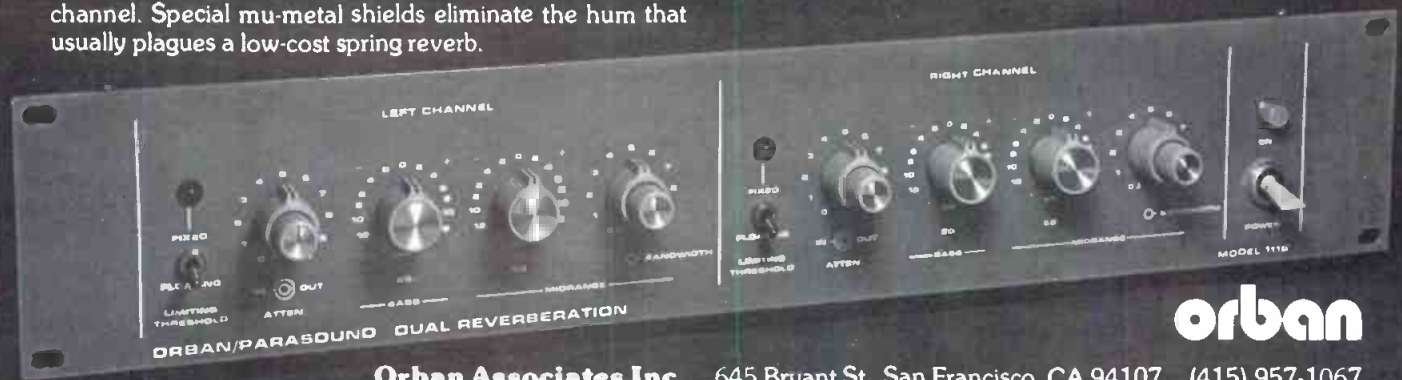 channel. Special mu-metal shields eliminate the hum that
usually plagues a low-cost spring reverb.
LEFT CHANNEL
RIGHT CHANNEL
FIXED
LIMITING
THRESHOLD
OUT
ATTEN
BASS
MIDRANGE
BANDWIDTH
FIXED
LIMITING
THRESHOLD
IN OUT
ATTEN
BASS
MIDRANGE
ON
POWER
MODEL 111B
ORBAN/PARASOUND DUAL REVERBERATION
orban
Orban Associates Inc. 645 Bryant St., San Francisco, CA 94107 (415) 957-1067